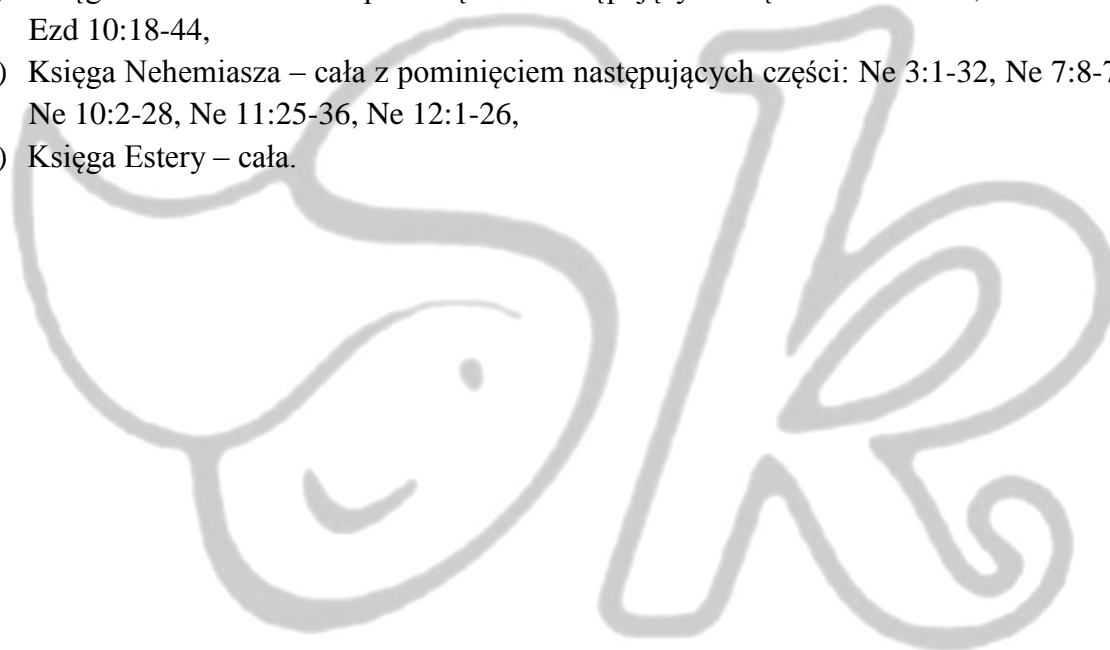 Ezd 10:18-44,
) Księga Nehemiasza – cała z pominięciem następujących części: Ne 3:1-32, Ne 7:8-7
Ne 10:2-28, Ne 11:25-36, Ne 12:1-26,
) Księga Estery – cała.